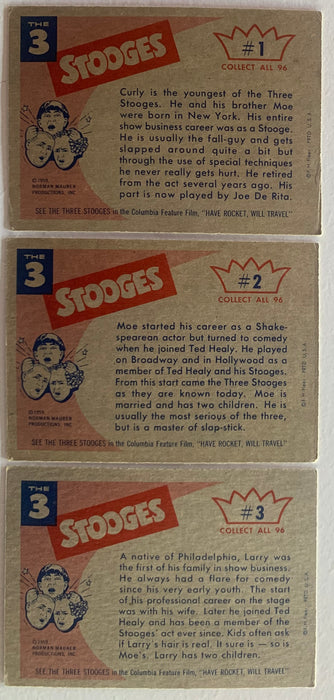 THE
3
STOOGES
#1
COLLECT ALL 96
Curly is the youngest of the Three
Stooges. He and his brother Moe
were born in New York. His entire
show business career was as a Stooge.
He is usually the fall-guy and gets
slapped around quite a bit but
through the use of special techniques
he never really gets hurt. He retired
from the act several years ago. His
part is now played by Joe De Rita.
© 1959
NORMAN MAURER
PRODUCTIONS, INC.
SEE THE THREE STOOGES in the Columbia Feature Film, "HAVE ROCKET, WILL TRAVEL"
PRTD U.S.A.
THE
3
STOOGES
#2
COLLECT ALL 96
Moe started his career as a Shake-
spearean actor but turned to comedy
when he joined Ted Healy. He played
on Broadway and in Hollywood as a
member of Ted Healy and his Stooges.
From this start came the Three Stooges
as they are known today. Moe is
married and has two children. He is
usually the most serious of the three,
but is a master of slap-stick.
© 1959
NORMAN MAURER
PRODUCTIONS, INC.
SEE THE THREE STOOGES in the Columbia Feature Film, "HAVE ROCKET, WILL TRAVEL"
PRTD U.S.A.
THE
3
STOOGES
#3
COLLECT ALL 96
A native of Philadelphia, Larry was
the first of his family in show business.
He always had a flare for comedy
since his very early youth. The start
of his professional career on the stage
was with his wife. Later he joined Ted
Healy and has been a member of the
Stooges' act ever since. Kids often ask
if Larry's hair is real. It sure is — so
is Moe's. Larry has two children.
© 1959
NORMAN MAURER
PRODUCTIONS, INC.
SEE THE THREE STOOGES in the Columbia Feature Film, "HAVE ROCKET, WILL TRAVEL"
PRTD U.S.A.